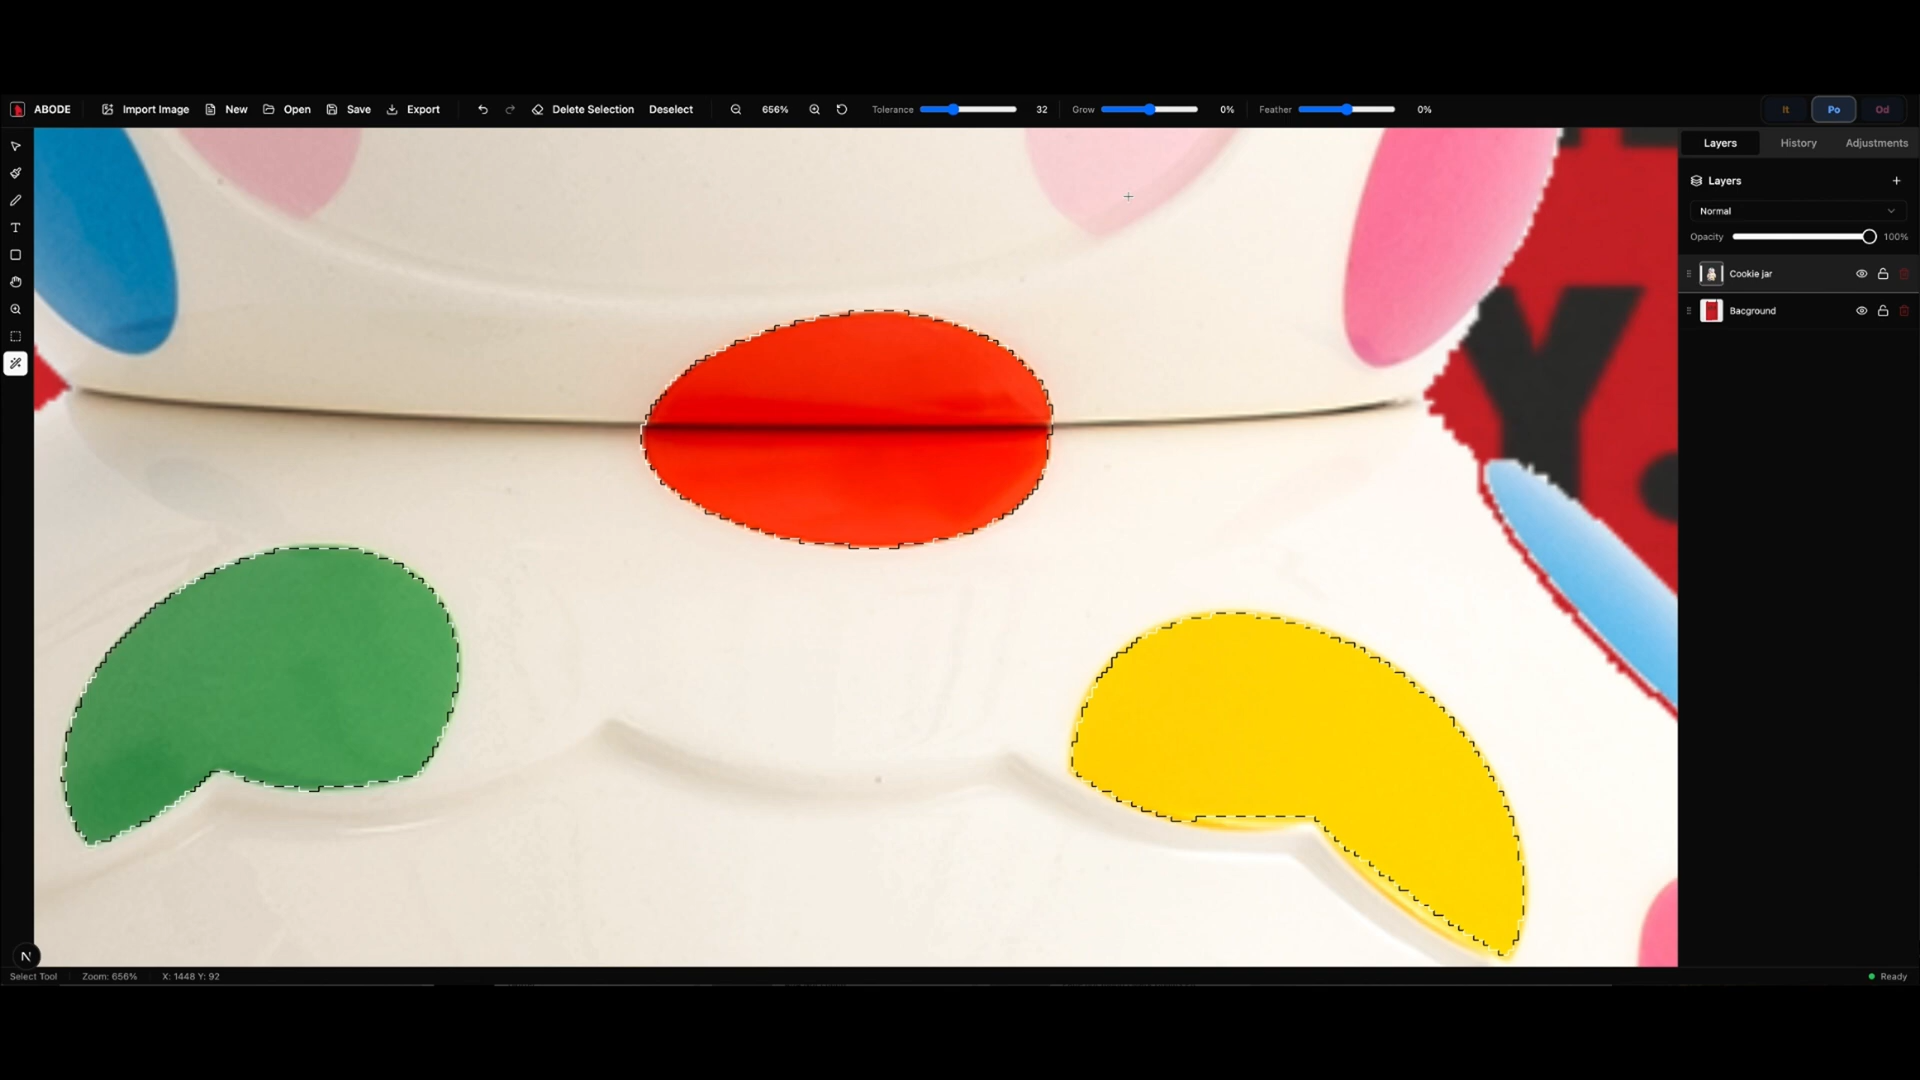 ABODE Import Image New Open Save Export Delete Selection Deselect 656% Tolerance 32 Grow 0% Feather 0% It Po Od
Layers History Adjustments
Layers
Normal
Opacity 100%
Cookie jar
Bacground
Y.
N
Select Tool Zoom: 656% X: 1448 Y: 92 Ready